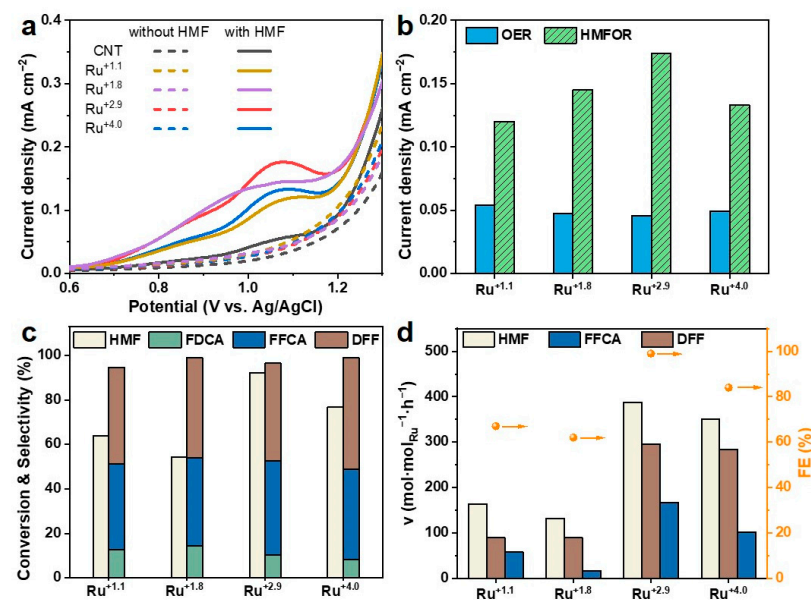 a
without HMF with HMF
CNT
Ru+1.1
Ru+1.8
Ru+2.9
Ru+4.0
Current density (mA cm−2)
0.4
0.3
0.2
0.1
0.0
0.6 0.8 1.0 1.2
Potential (V vs. Ag/AgCl)
b
OER HMFOR
Current density (mA cm−2)
0.20
0.15
0.10
0.05
0.00
Ru+1.1 Ru+1.8 Ru+2.9 Ru+4.0
c
HMF FDCA FFCA DFF
Conversion & Selectivity (%)
100
80
60
40
20
0
Ru+1.1 Ru+1.8 Ru+2.9 Ru+4.0
d
HMF FFCA DFF
v (mol·molRu−1·h−1)
500
400
300
200
100
0
100
80
60
40
20
0
FE (%)
Ru+1.1 Ru+1.8 Ru+2.9 Ru+4.0